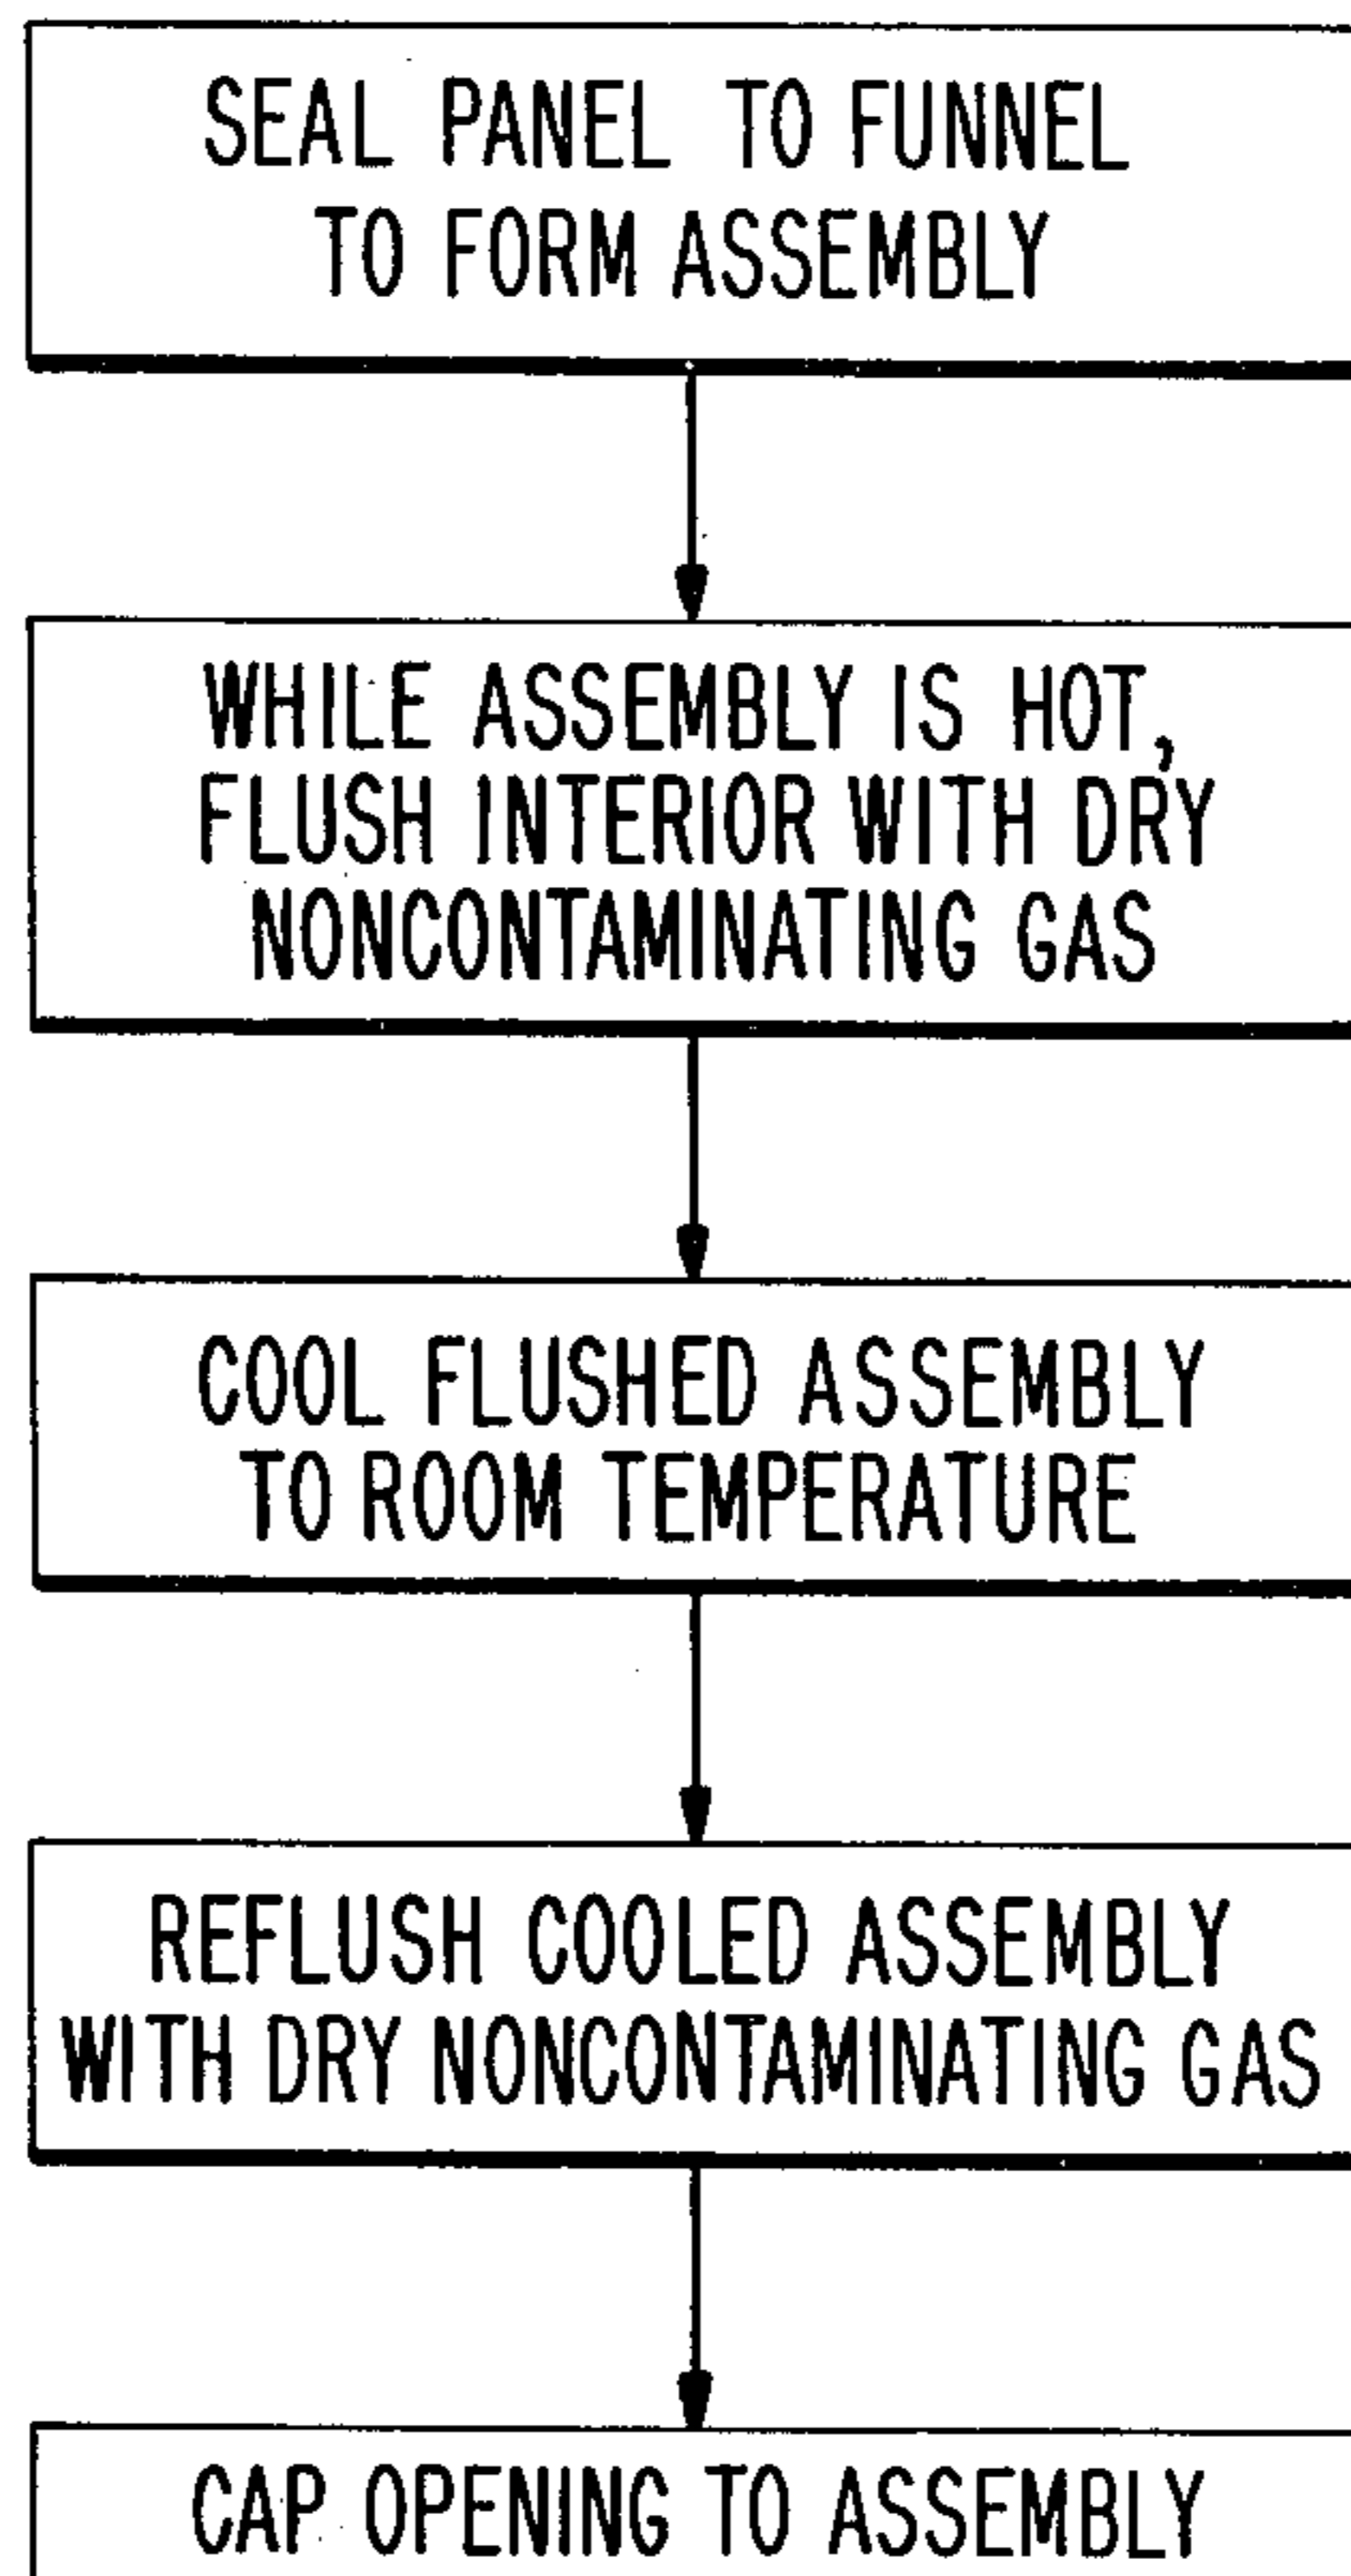 SEAL PANEL TO FUNNEL
TO FORM ASSEMBLY
WHILE ASSEMBLY IS HOT,
FLUSH INTERIOR WITH DRY
NONCONTAMINATING GAS
COOL FLUSHED ASSEMBLY
TO ROOM TEMPERATURE
REFLUSH COOLED ASSEMBLY
WITH DRY NONCONTAMINATING GAS
CAP OPENING TO ASSEMBLY